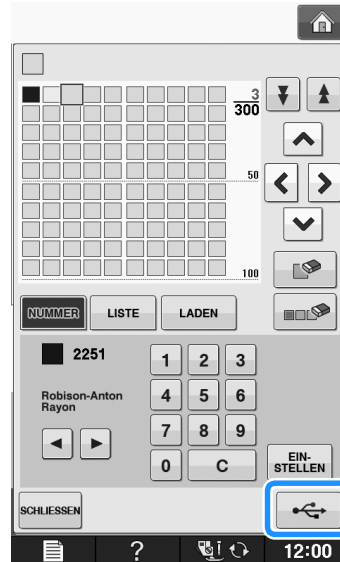 3
300
50
100
NUMMER LISTE LADEN
2251
Robison-Anton
Rayon
1 2 3
4 5 6
7 8 9
0 C
EIN-
STELLEN
SCHLIESSEN
? 12:00